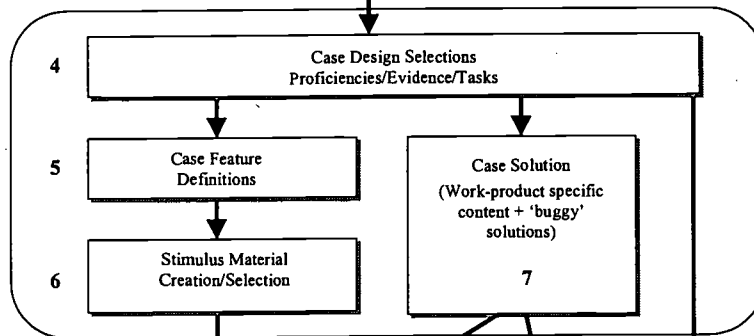 4
Case Design Selections
Proficiencies/Evidence/Tasks
5
Case Feature
Definitions
Case Solution
(Work-product specific
content + 'buggy'
solutions)
7
6
Stimulus Material
Creation/Selection